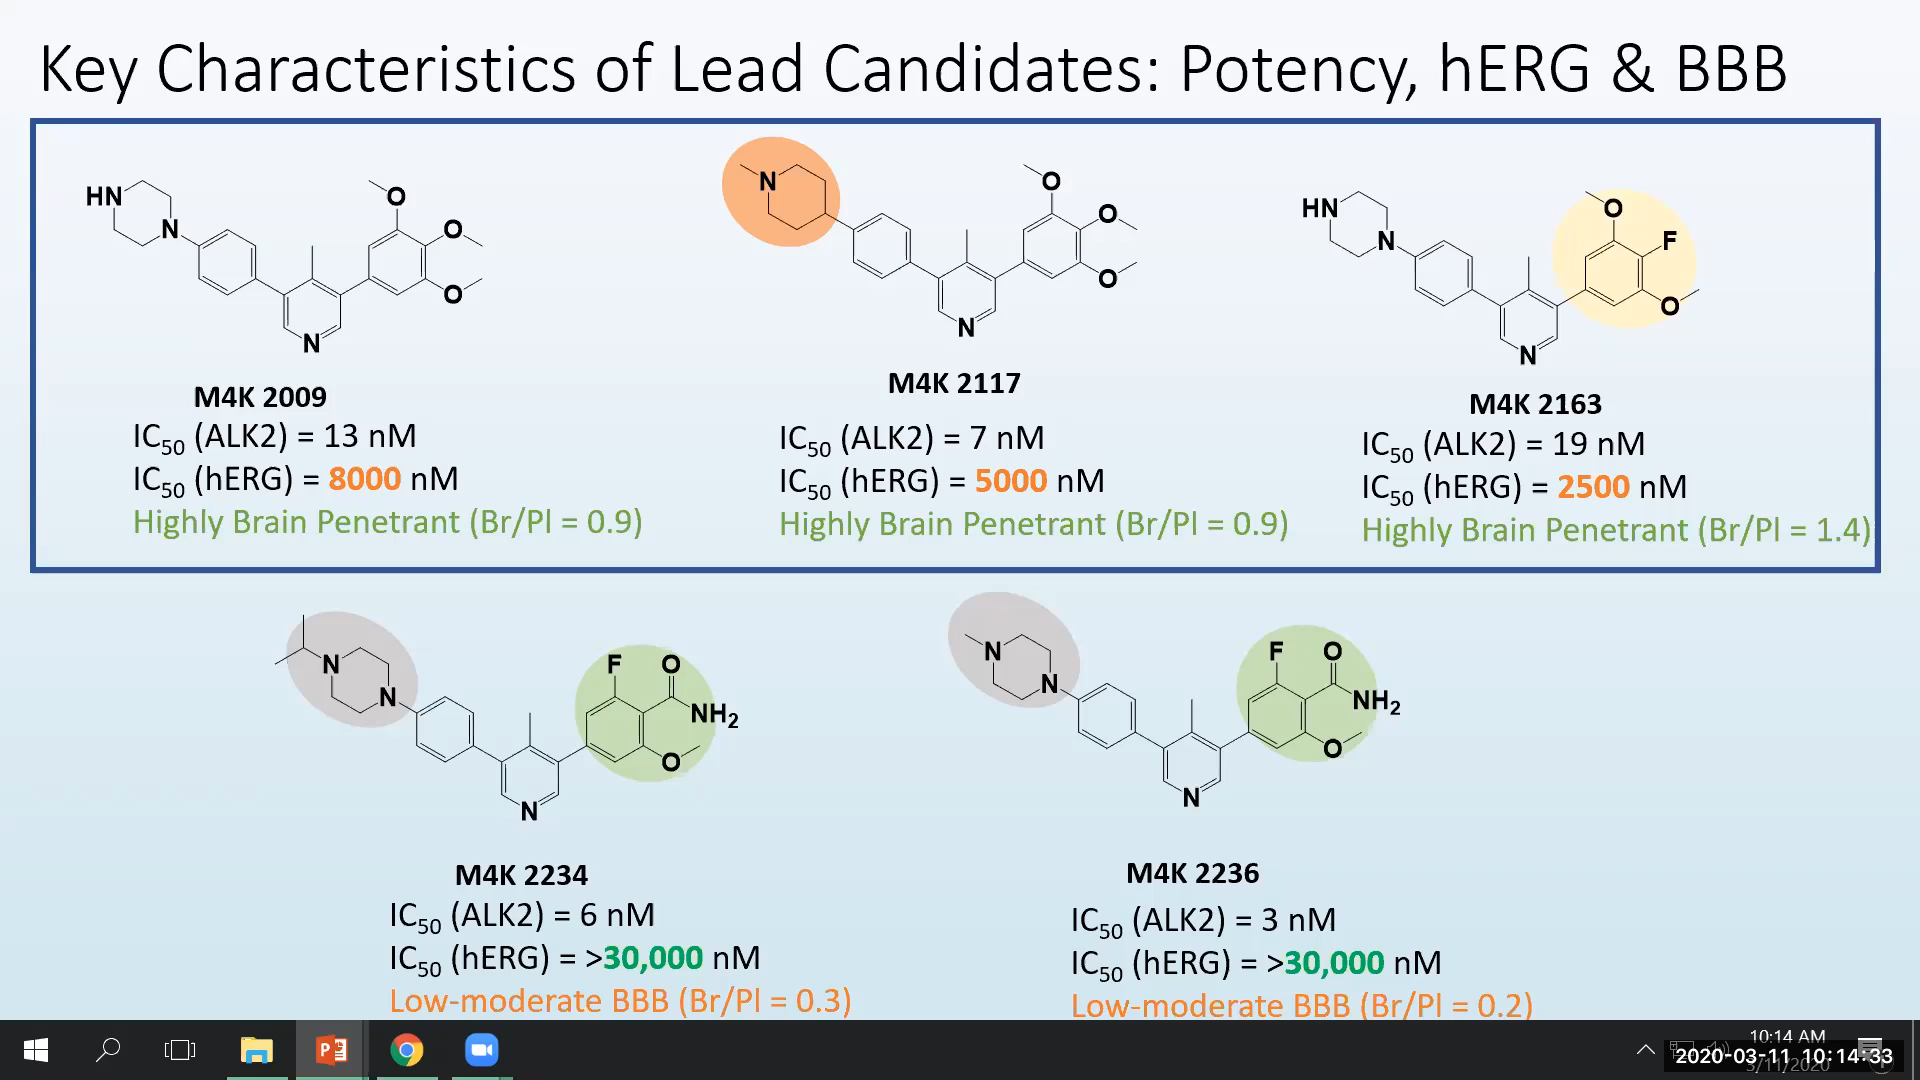 Key Characteristics of Lead Candidates: Potency, hERG & BBB
HN
N
O
O
O
N
M4K 2009
IC50 (ALK2) = 13 nM
IC50 (hERG) = 8000 nM
Highly Brain Penetrant (Br/Pl = 0.9)
N
O
O
O
N
M4K 2117
IC50 (ALK2) = 7 nM
IC50 (hERG) = 5000 nM
Highly Brain Penetrant (Br/Pl = 0.9)
HN
N
O
F
O
N
M4K 2163
IC50 (ALK2) = 19 nM
IC50 (hERG) = 2500 nM
Highly Brain Penetrant (Br/Pl = 1.4)
N
N
F
O
NH2
O
N
M4K 2234
IC50 (ALK2) = 6 nM
IC50 (hERG) = >30,000 nM
Low-moderate BBB (Br/Pl = 0.3)
N
N
F
O
NH2
O
N
M4K 2236
IC50 (ALK2) = 3 nM
IC50 (hERG) = >30,000 nM
Low-moderate BBB (Br/Pl = 0.2)
10:14 AM
2020-03-11 10:14:33
3/11/2020